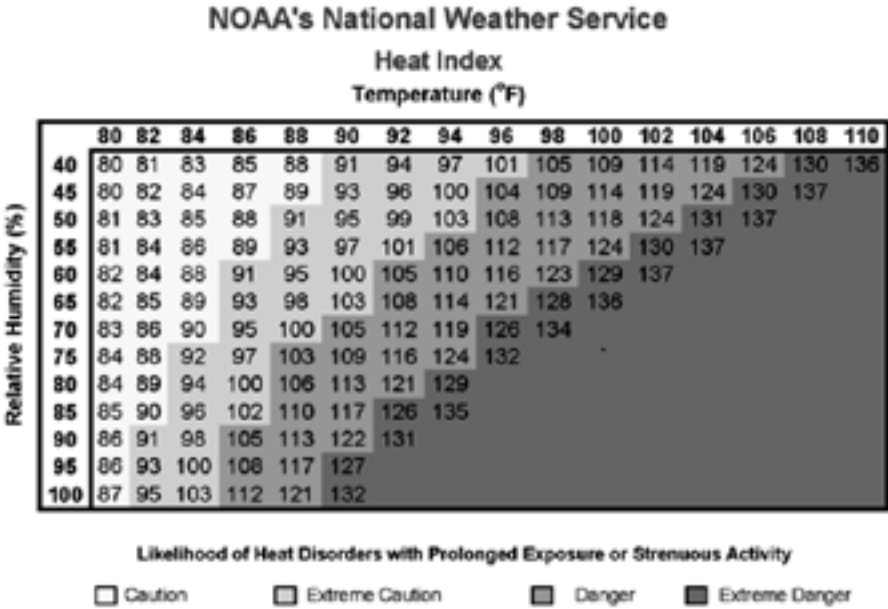 NOAA's National Weather Service
Heat Index
Temperature (°F)
80 82 84 86 88 90 92 94 96 98 100 102 104 106 108 110
Relative Humidity (%)
40 80 81 83 85 88 91 94 97 101 105 109 114 119 124 130 136
45 80 82 84 87 89 93 96 100 104 109 114 119 124 130 137
50 81 83 85 88 91 95 99 103 108 113 118 124 131 137
55 81 84 86 89 93 97 101 106 112 117 124 130 137
60 82 84 88 91 95 100 105 110 116 123 129 137
65 82 85 89 93 98 103 108 114 121 128 136
70 83 86 90 95 100 105 112 119 126 134
75 84 88 92 97 103 109 116 124 132
80 84 89 94 100 106 113 121 129
85 85 90 96 102 110 117 126 135
90 86 91 98 105 113 122 131
95 86 93 100 108 117 127
100 87 95 103 112 121 132
Likelihood of Heat Disorders with Prolonged Exposure or Strenuous Activity
Caution Extreme Caution Danger Extreme Danger